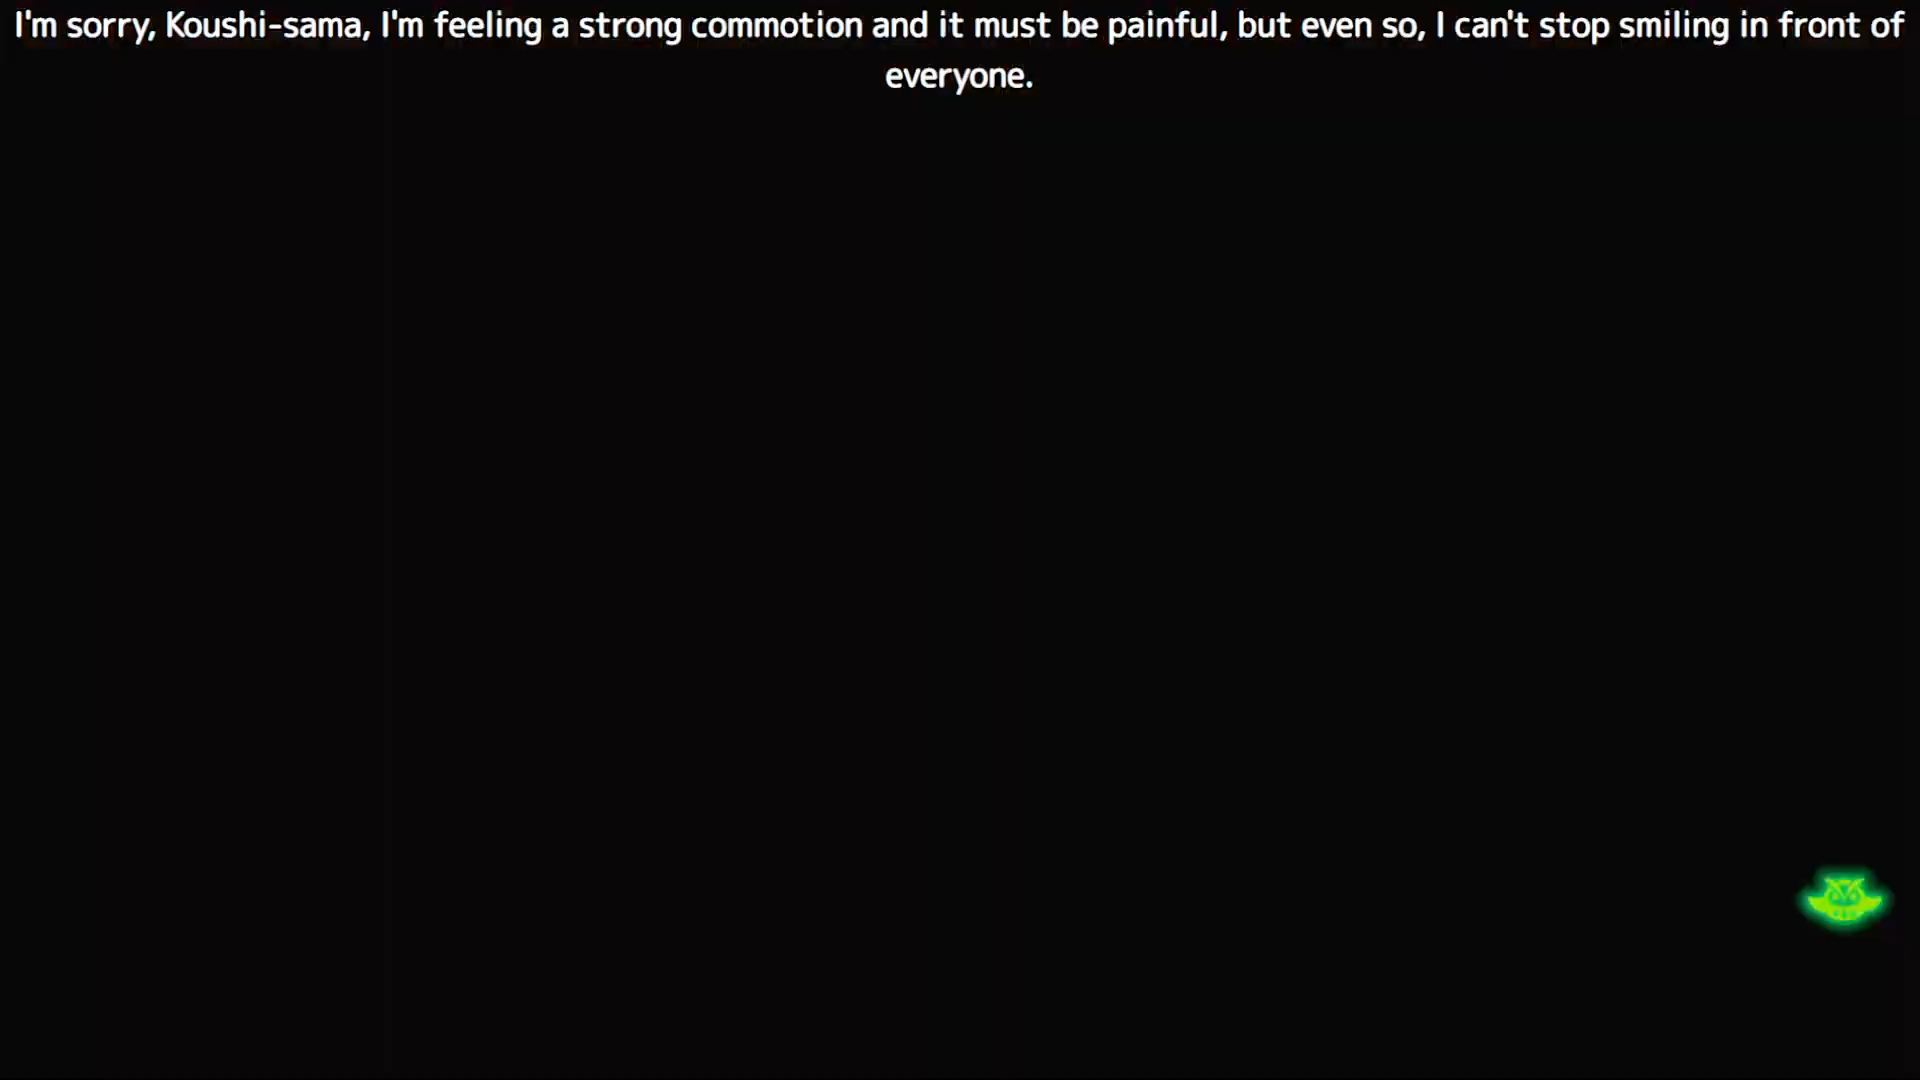 I'm sorry, Koushi-sama, I'm feeling a strong commotion and it must be painful, but even so, I can't stop smiling in front of
everyone.